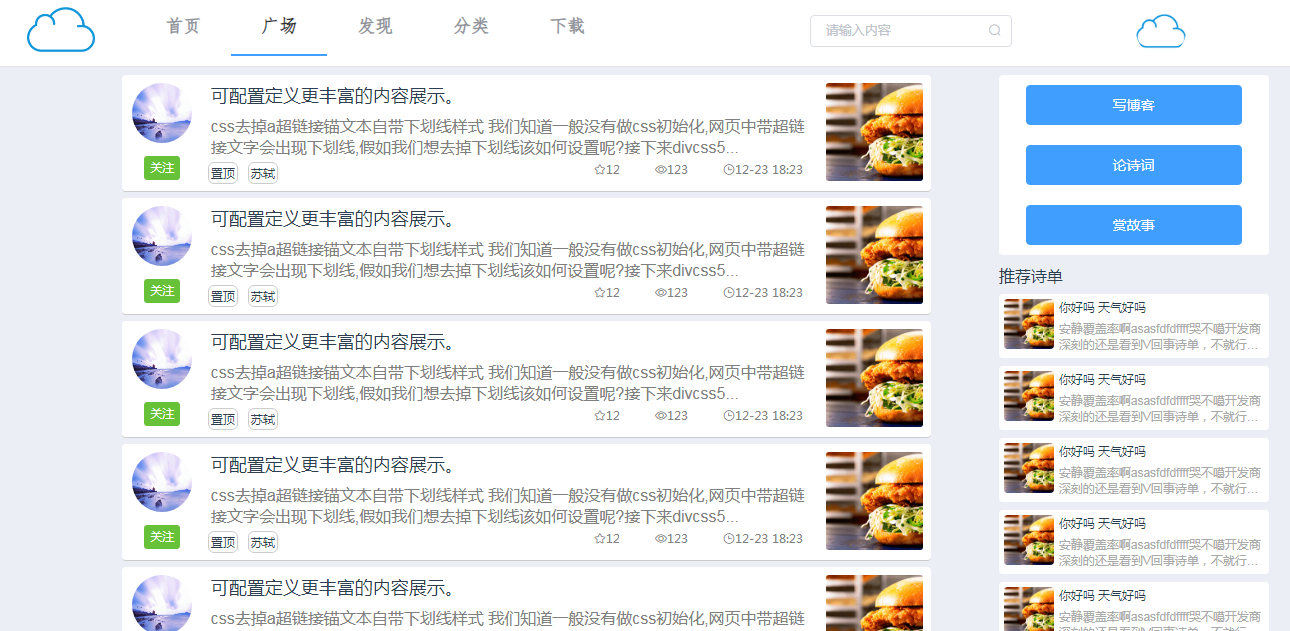 首页 广场 发现 分类 下载 请输入内容
可配置定义更丰富的内容展示。
css去掉a超链接锚文本自带下划线样式 我们知道一般没有做css初始化,网页中带超链
接文字会出现下划线,假如我们想去掉下划线该如何设置呢?接下来divcss5...
关注 置顶 苏轼 12 123 12-23 18:23
可配置定义更丰富的内容展示。
css去掉a超链接锚文本自带下划线样式 我们知道一般没有做css初始化,网页中带超链
接文字会出现下划线,假如我们想去掉下划线该如何设置呢?接下来divcss5...
关注 置顶 苏轼 12 123 12-23 18:23
可配置定义更丰富的内容展示。
css去掉a超链接锚文本自带下划线样式 我们知道一般没有做css初始化,网页中带超链
接文字会出现下划线,假如我们想去掉下划线该如何设置呢?接下来divcss5...
关注 置顶 苏轼 12 123 12-23 18:23
可配置定义更丰富的内容展示。
css去掉a超链接锚文本自带下划线样式 我们知道一般没有做css初始化,网页中带超链
接文字会出现下划线,假如我们想去掉下划线该如何设置呢?接下来divcss5...
关注 置顶 苏轼 12 123 12-23 18:23
可配置定义更丰富的内容展示。
css去掉a超链接锚文本自带下划线样式 我们知道一般没有做css初始化,网页中带超链
写博客
论诗词
赏故事
推荐诗单
你好吗 天气好吗
安静覆盖率啊asasfdfdffff哭不噶开发商
深刻的还是看到V回事诗单，不就行...
你好吗 天气好吗
安静覆盖率啊asasfdfdffff哭不噶开发商
深刻的还是看到V回事诗单，不就行...
你好吗 天气好吗
安静覆盖率啊asasfdfdffff哭不噶开发商
深刻的还是看到V回事诗单，不就行...
你好吗 天气好吗
安静覆盖率啊asasfdfdffff哭不噶开发商
深刻的还是看到V回事诗单，不就行...
你好吗 天气好吗
安静覆盖率啊asasfdfdffff哭不噶开发商